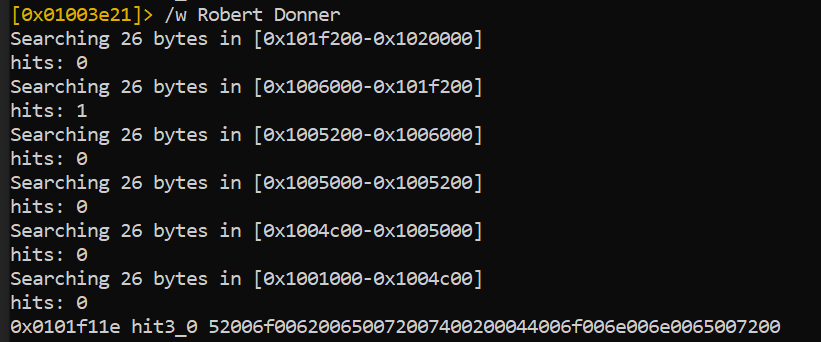 [0x01003e21]> /w Robert Donner
Searching 26 bytes in [0x101f200-0x1020000]
hits: 0
Searching 26 bytes in [0x1006000-0x101f200]
hits: 1
Searching 26 bytes in [0x1005200-0x1006000]
hits: 0
Searching 26 bytes in [0x1005000-0x1005200]
hits: 0
Searching 26 bytes in [0x1004c00-0x1005000]
hits: 0
Searching 26 bytes in [0x1001000-0x1004c00]
hits: 0
0x0101f11e hit3_0 52006f0062006500720074002000440​06f006e006e0065007200